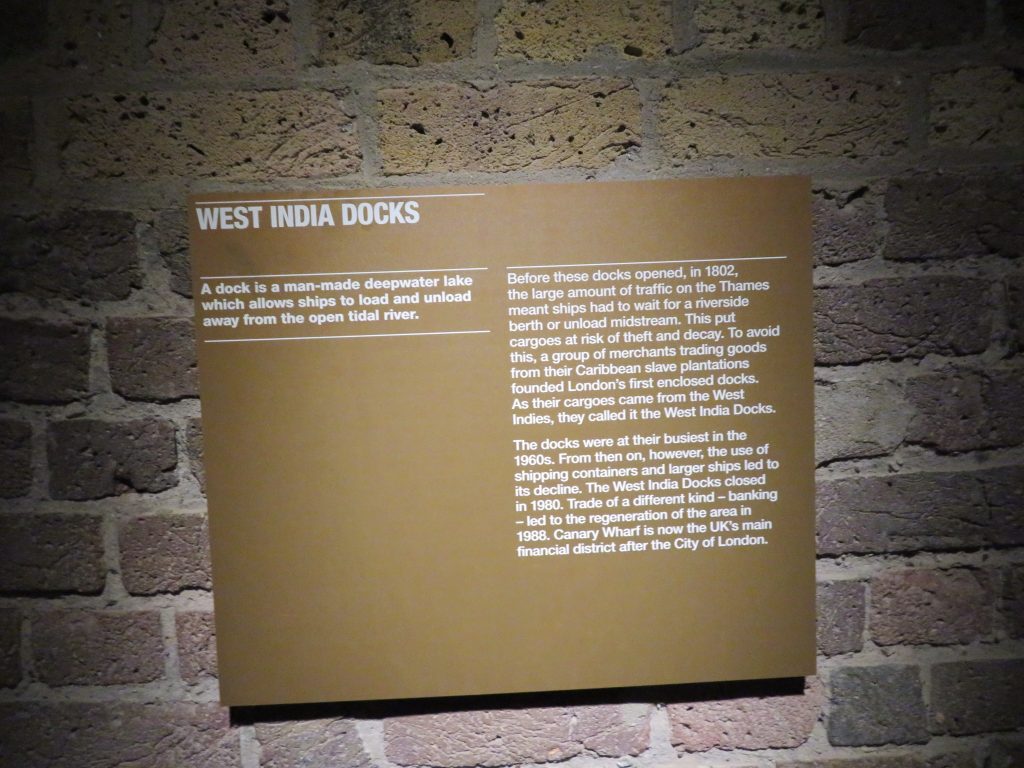 WEST INDIA DOCKS
A dock is a man-made deepwater lake
which allows ships to load and unload
away from the open tidal river.
Before these docks opened, in 1802,
the large amount of traffic on the Thames
meant ships had to wait for a riverside
berth or unload midstream. This put
cargoes at risk of theft and decay. To avoid
this, a group of merchants trading goods
from their Caribbean slave plantations
founded London's first enclosed docks.
As their cargoes came from the West
Indies, they called it the West India Docks.
The docks were at their busiest in the
1960s. From then on, however, the use of
shipping containers and larger ships led to
its decline. The West India Docks closed
in 1980. Trade of a different kind – banking
– led to the regeneration of the area in
1988. Canary Wharf is now the UK's main
financial district after the City of London.